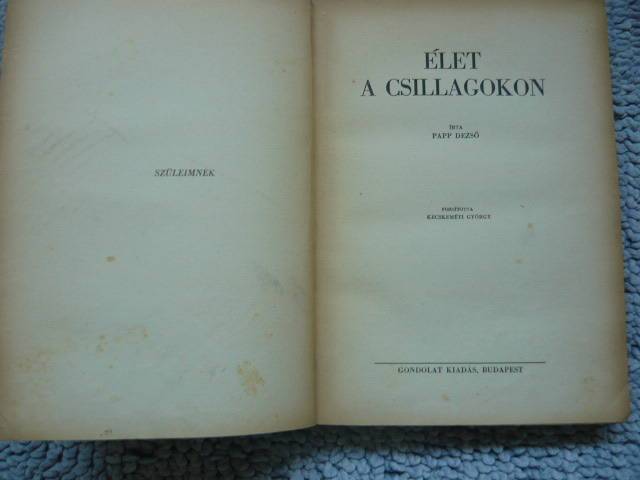 SZÜLEIMNEK
ÉLET
A CSILLAGOKON
ÍRTA
PAPP DEZSŐ
FORDÍTOTTA
KECSKEMÉTI GYÖRGY
GONDOLAT KIADÁS, BUDAPEST